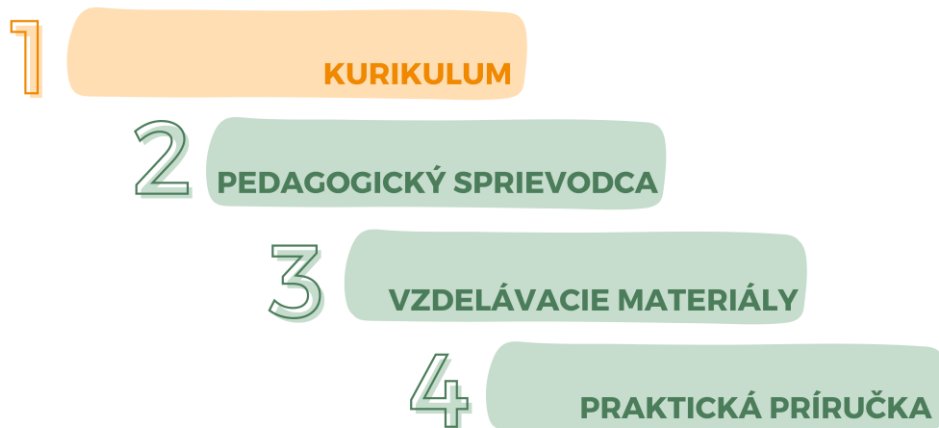 1 KURIKULUM
2 PEDAGOGICKÝ SPRIEVODCA
3 VZDELÁVACIE MATERIÁLY
4 PRAKTICKÁ PRÍRUČKA